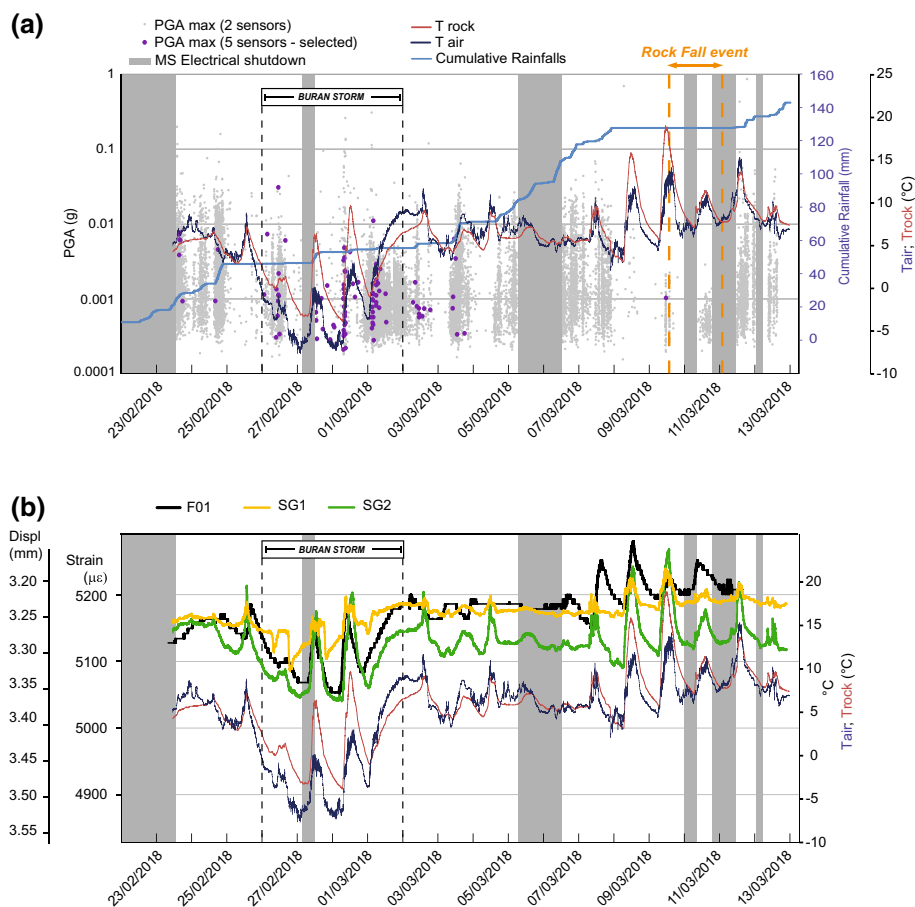 (a)
PGA max (2 sensors)
PGA max (5 sensors - selected)
MS Electrical shutdown
T rock
T air
Cumulative Rainfalls
Rock Fall event
BURAN STORM
1
0.1
0.01
0.001
0.0001
PGA (g)
160
140
120
100
80
60
40
20
0
Cumulative Rainfall (mm)
25
20
15
10
5
0
-5
-10
Tair; Trock (°C)
23/02/2018
25/02/2018
27/02/2018
01/03/2018
03/03/2018
05/03/2018
07/03/2018
09/03/2018
11/03/2018
13/03/2018
(b)
F01
SG1
SG2
Displ
(mm)
3.20
3.25
3.30
3.35
3.40
3.45
3.50
3.55
Strain
(με)
5200
5100
5000
4900
BURAN STORM
20
15
10
5
0
-5
-10
°C
Tair; Trock (°C)
23/02/2018
25/02/2018
27/02/2018
01/03/2018
03/03/2018
05/03/2018
07/03/2018
09/03/2018
11/03/2018
13/03/2018